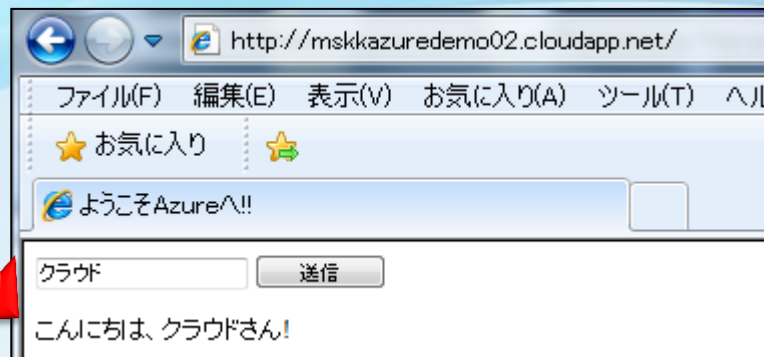 http://mskkazuredemo02.cloudapp.net/
ファイル(F) 編集(E) 表示(V) お気に入り(A) ツール(T) ヘル
お気に入り
ようこそAzureへ!!
クラウド 送信
こんにちは、クラウドさん!